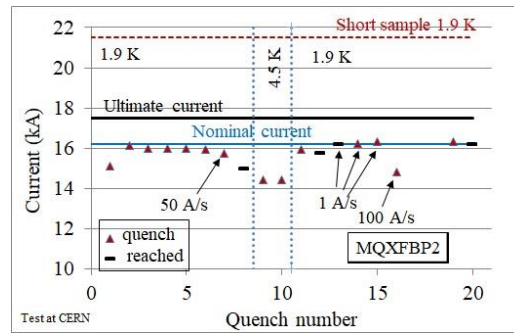 22
20
18
16
14
12
10
Current (kA)
Short sample 1.9 K
1.9 K
4.5 K
1.9 K
Ultimate current
Nominal current
50 A/s
1 A/s
100 A/s
quench
reached
MQXFBP2
0
5
10
15
20
Test at CERN
Quench number